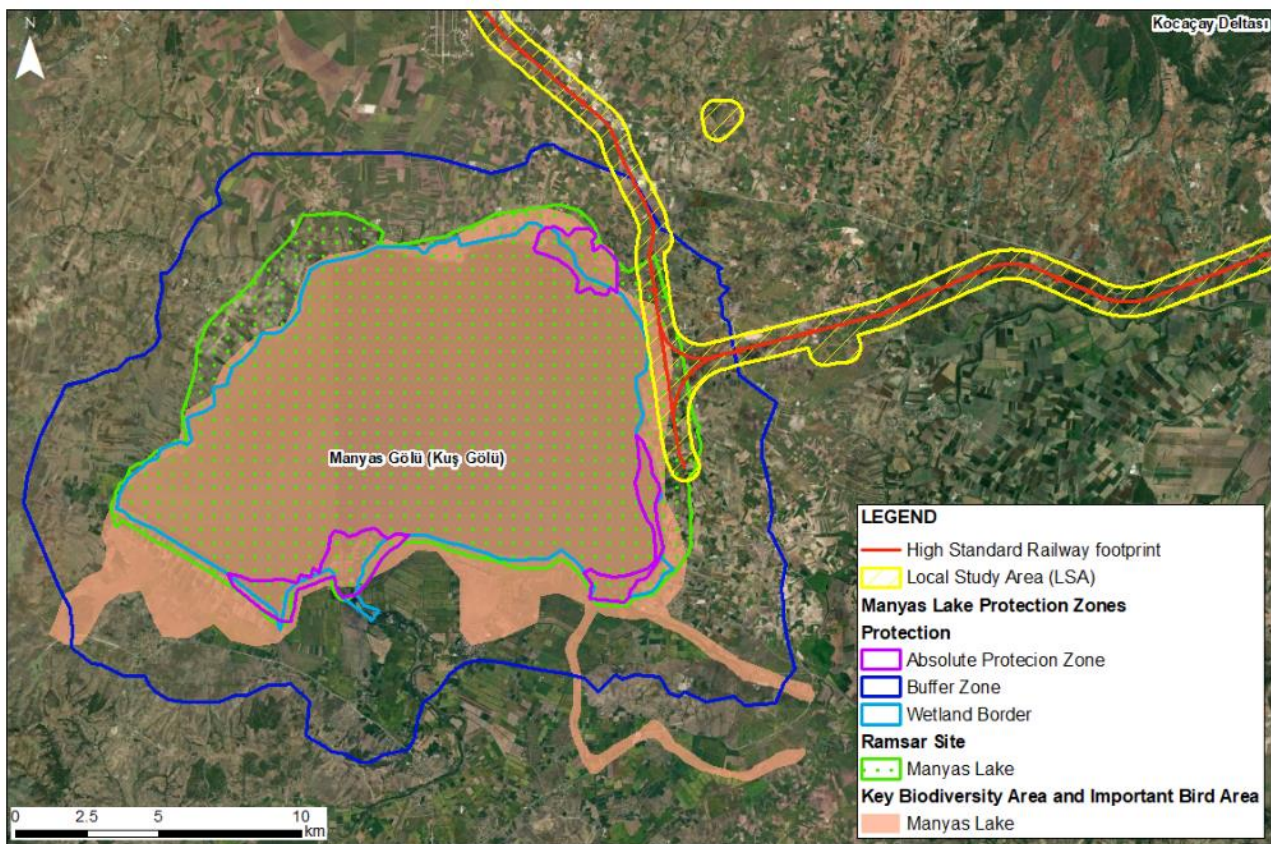 N
Kocaçay Deltası
Manyas Gölü (Kuş Gölü)
LEGEND
High Standard Railway footprint
Local Study Area (LSA)
Manyas Lake Protection Zones
Protection
Absolute Protecion Zone
Buffer Zone
Wetland Border
Ramsar Site
Manyas Lake
Key Biodiversity Area and Important Bird Area
Manyas Lake
0 2.5 5 10
km